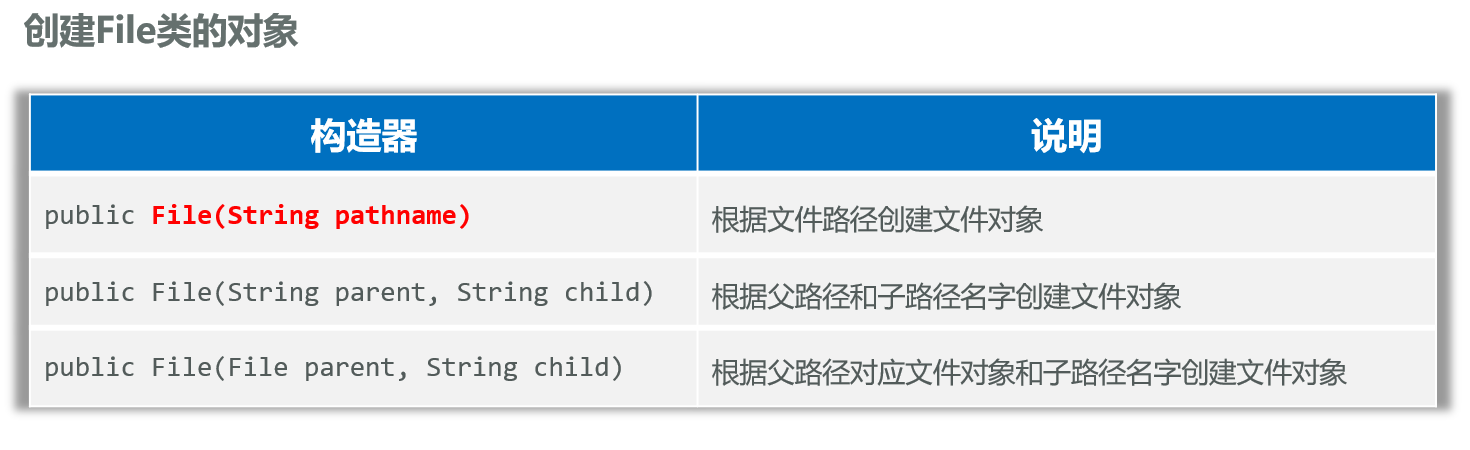 创建File类的对象
构造器 说明
public File(String pathname) 根据文件路径创建文件对象
public File(String parent, String child) 根据父路径和子路径名字创建文件对象
public File(File parent, String child) 根据父路径对应文件对象和子路径名字创建文件对象